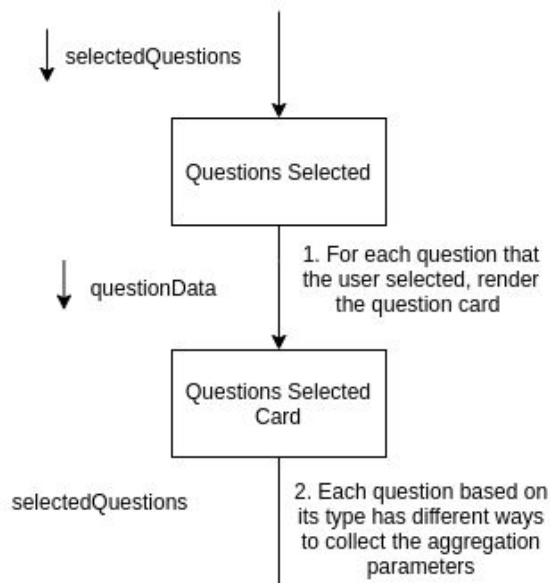 selectedQuestions
Questions Selected
1. For each question that
the user selected, render
the question card
questionData
Questions Selected
Card
selectedQuestions
2. Each question based on
its type has different ways
to collect the aggregation
parameters